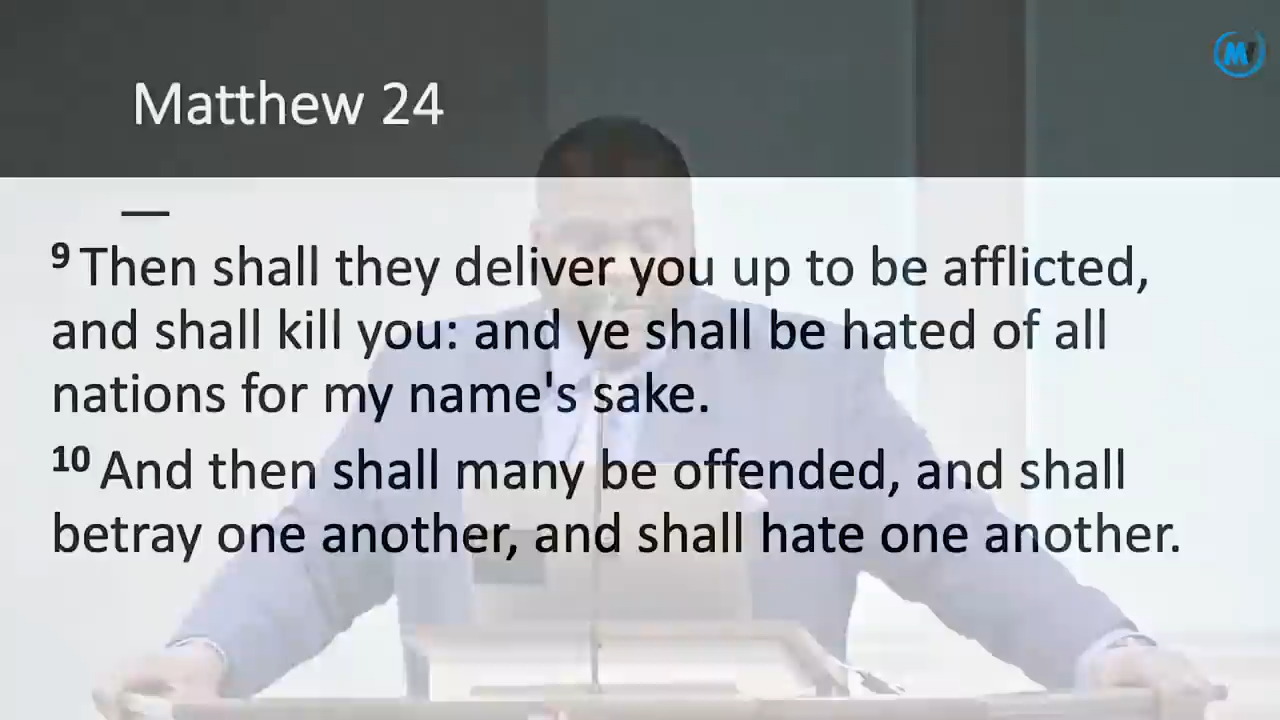 Matthew 24
9 Then shall they deliver you up to be afflicted,
and shall kill you: and ye shall be hated of all
nations for my name's sake.
10 And then shall many be offended, and shall
betray one another, and shall hate one another.